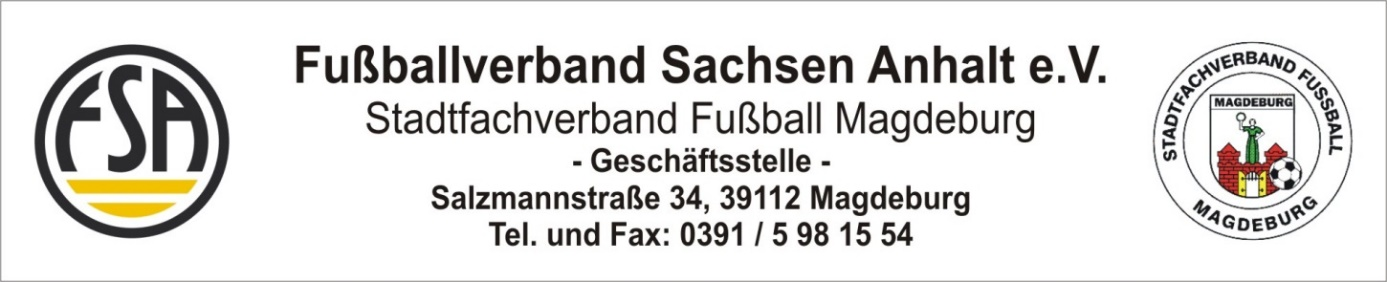 FSA
Fußballverband Sachsen Anhalt e.V.
Stadtfachverband Fußball Magdeburg
- Geschäftsstelle -
Salzmannstraße 34, 39112 Magdeburg
Tel. und Fax: 0391 / 5 98 15 54
STADTFACHVERBAND FUSSBALL
MAGDEBURG
MAGDEBURG